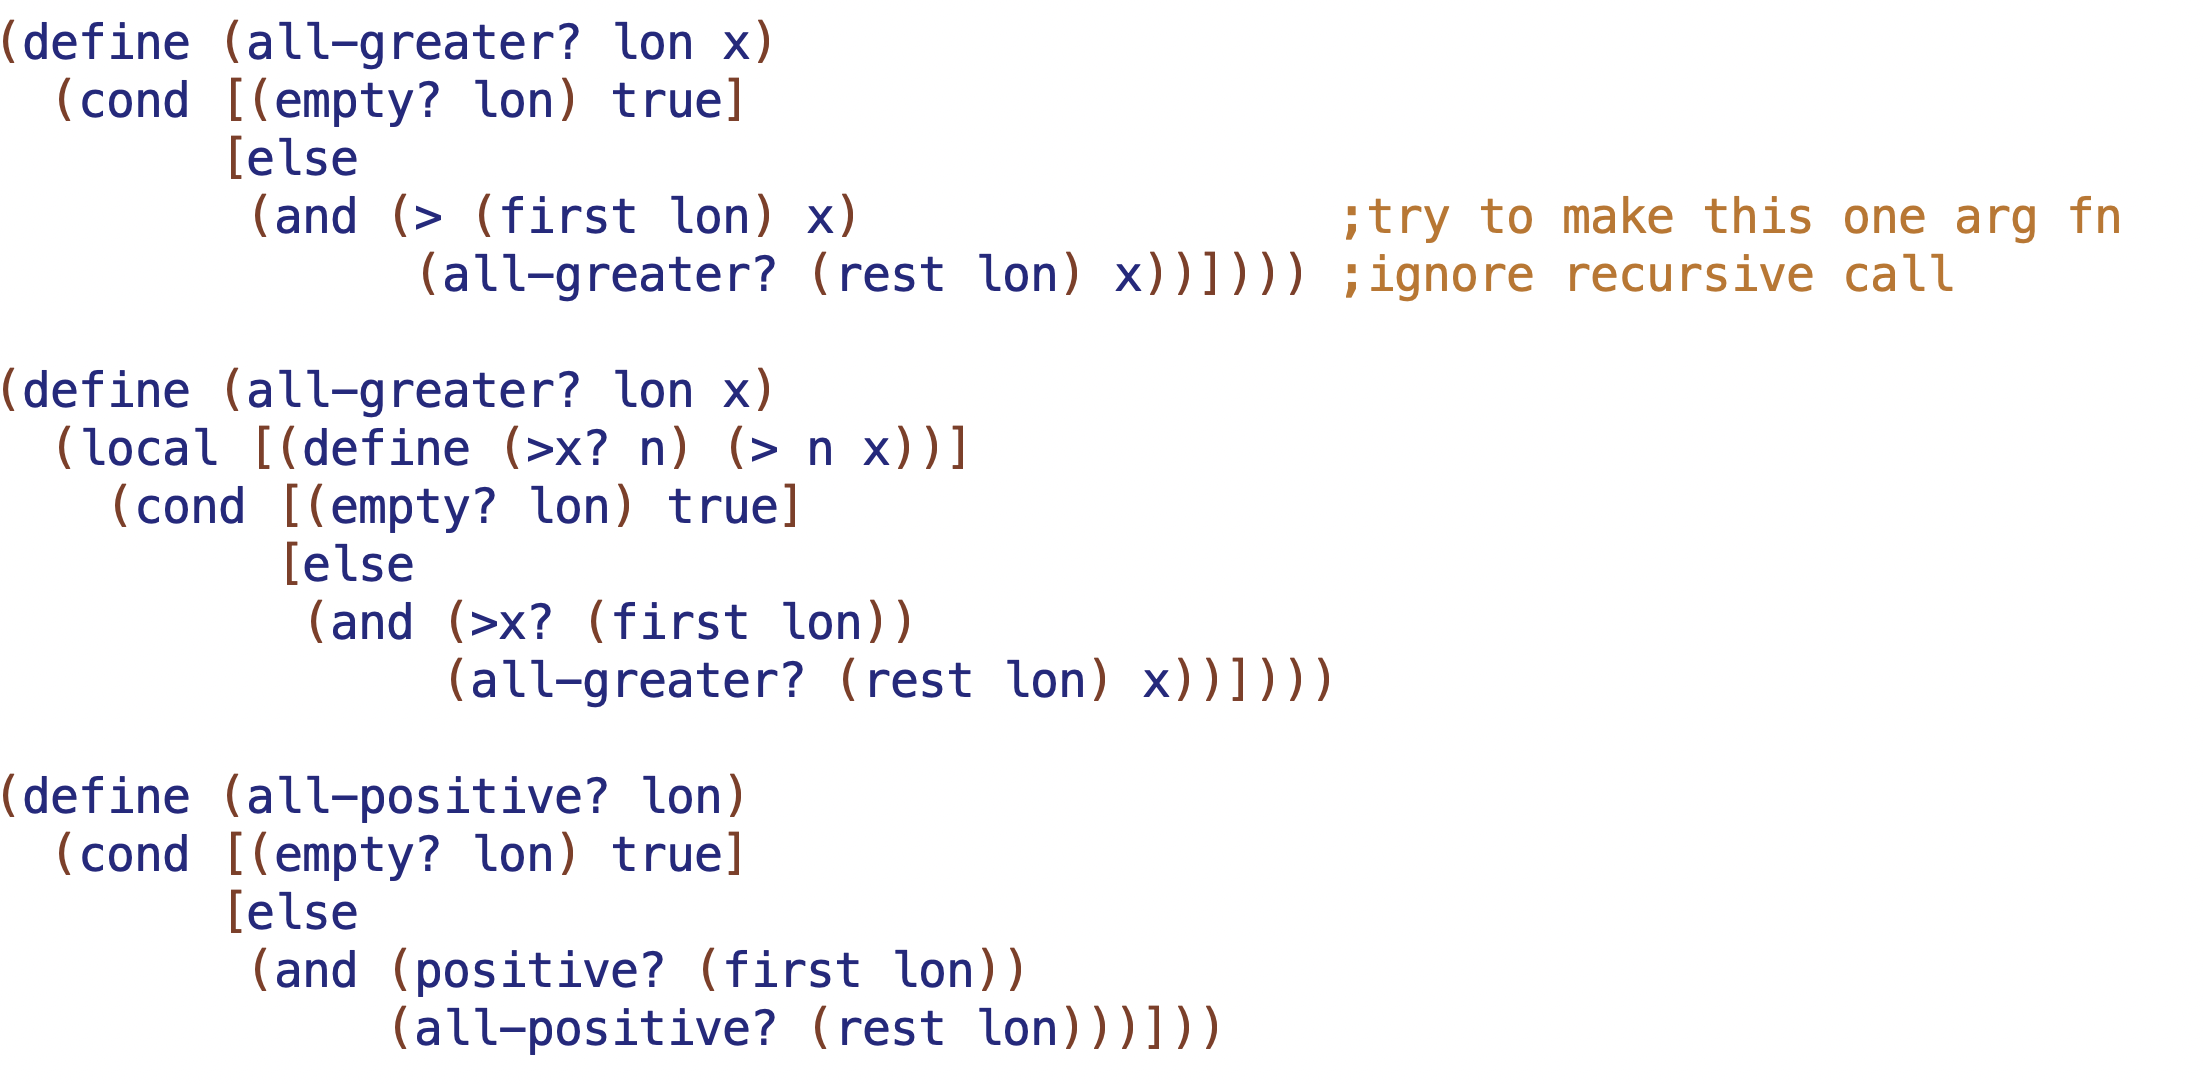 (define (all-greater? lon x)
  (cond [(empty? lon) true]
        [else
         (and (> (first lon) x)                          ;try to make this one arg fn
               (all-greater? (rest lon) x))]))) ;ignore recursive call

(define (all-greater? lon x)
  (local [(define (>x? n) (> n x))]
    (cond [(empty? lon) true]
          [else
           (and (>x? (first lon))
                (all-greater? (rest lon) x))])))

(define (all-positive? lon)
  (cond [(empty? lon) true]
        [else
         (and (positive? (first lon))
              (all-positive? (rest lon)))]))